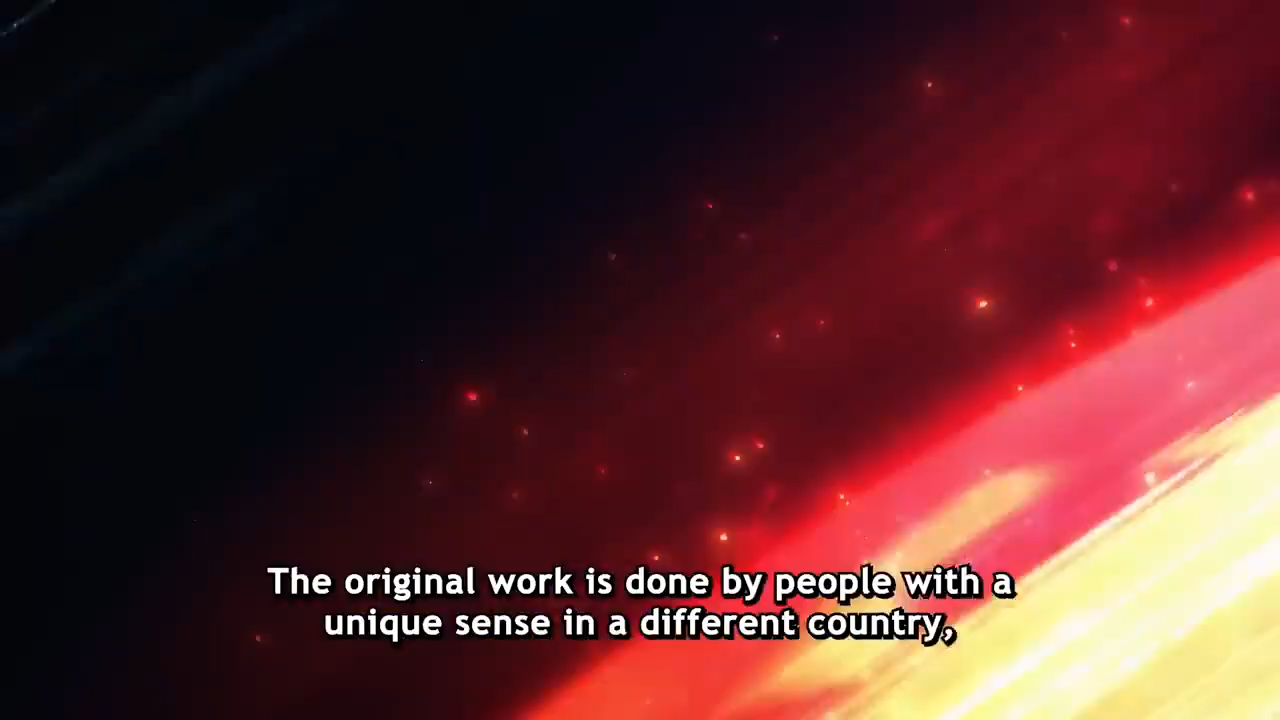 The original work is done by people with a
unique sense in a different country,